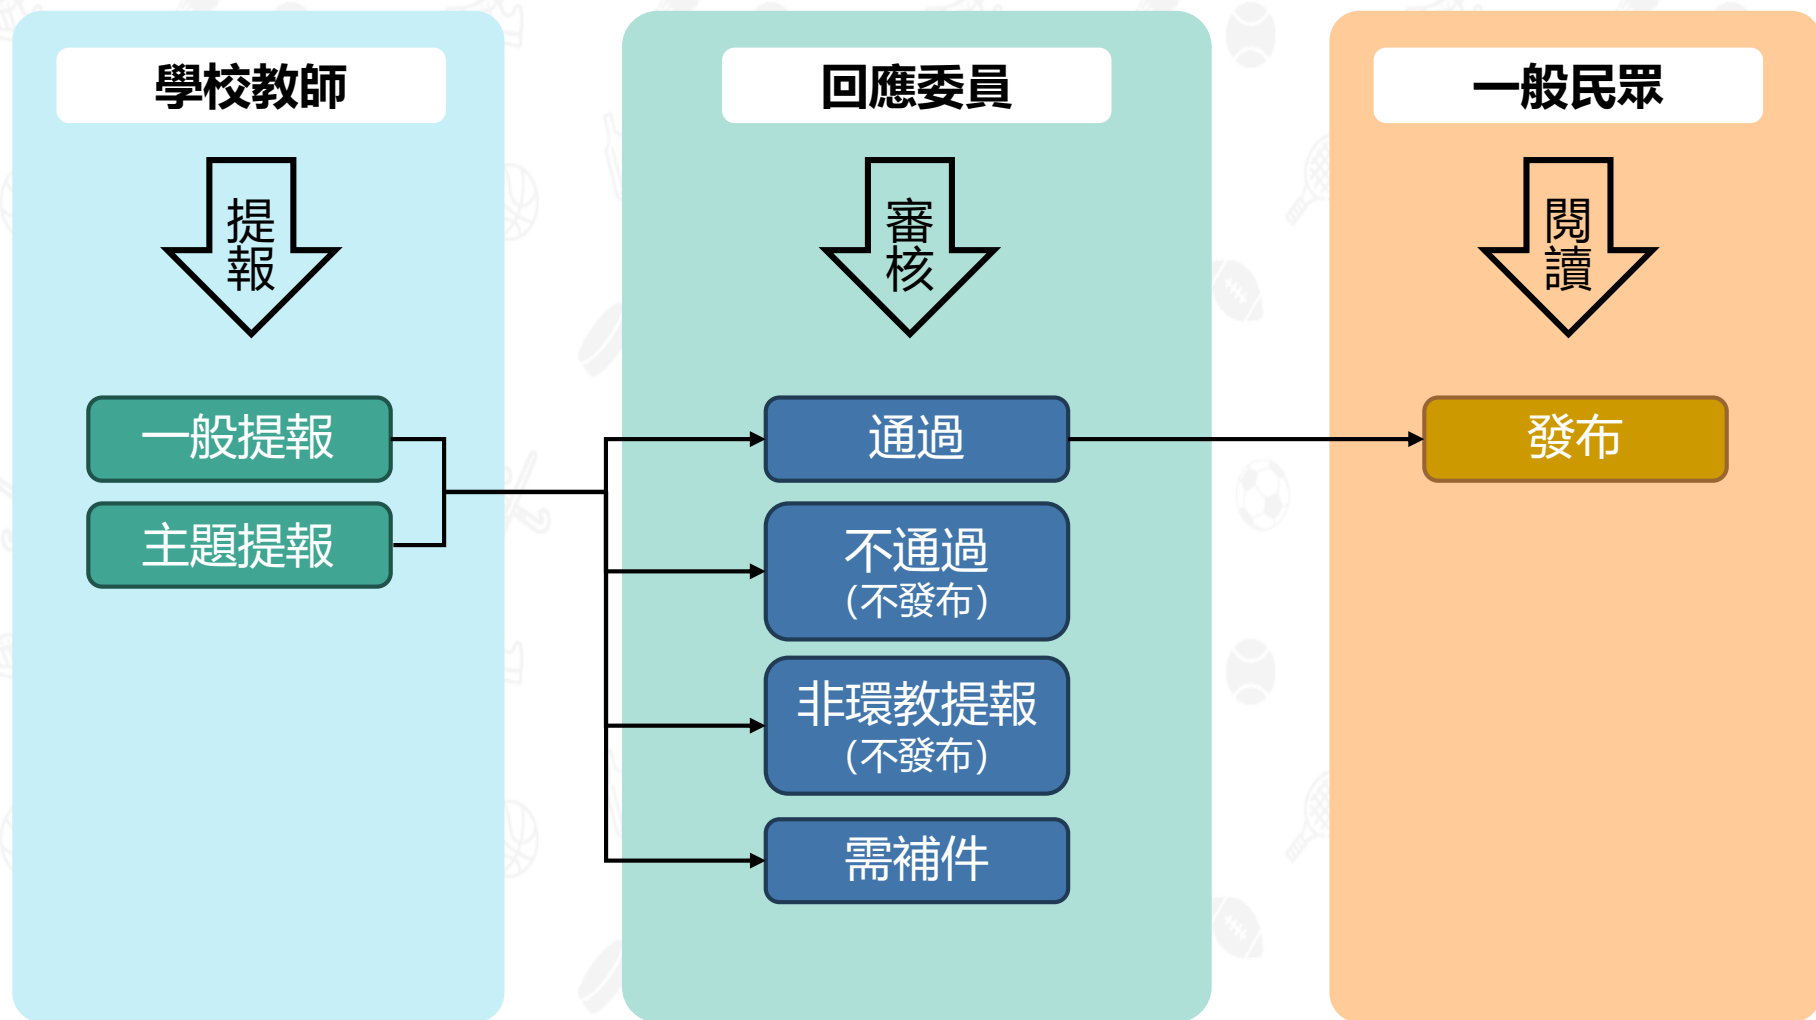 學校教師
提報
一般提報
主題提報
回應委員
審核
通過
不通過
（不發布）
非環教提報
（不發布）
需補件
一般民眾
閱讀
發布